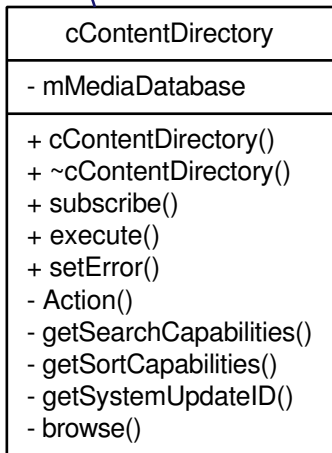 cContentDirectory
- mMediaDatabase
+ cContentDirectory()
+ ~cContentDirectory()
+ subscribe()
+ execute()
+ setError()
- Action()
- getSearchCapabilities()
- getSortCapabilities()
- getSystemUpdateID()
- browse()